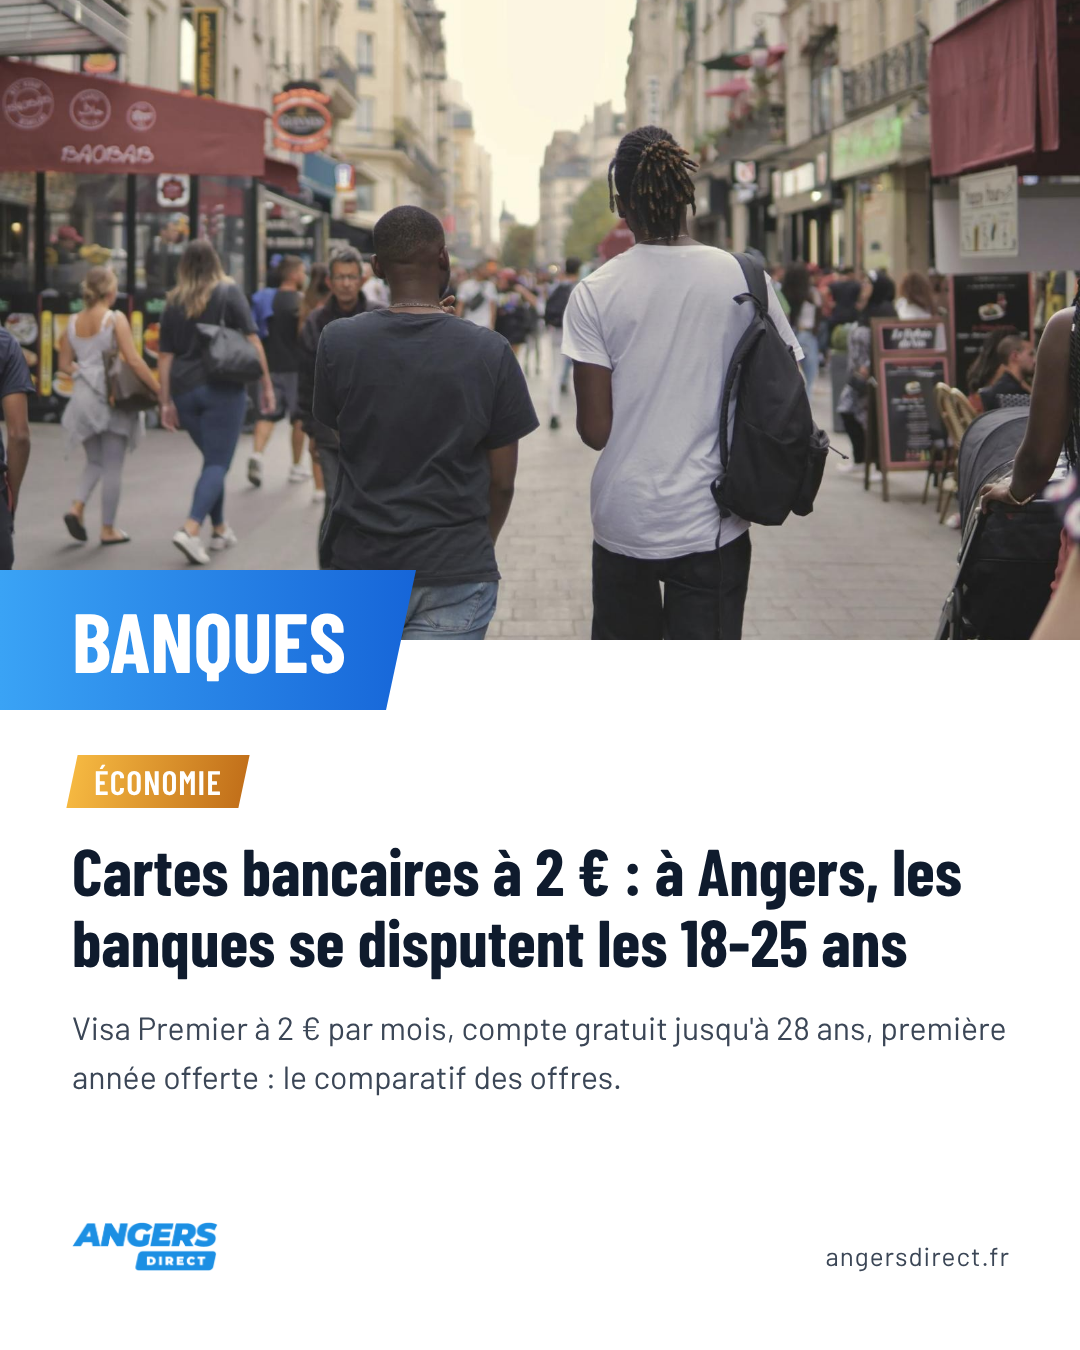 BAOBAB
BANQUES
ÉCONOMIE
Cartes bancaires à 2 € : à Angers, les
banques se disputent les 18-25 ans
Visa Premier à 2 € par mois, compte gratuit jusqu'à 28 ans, première
année offerte : le comparatif des offres.
ANGERS
DIRECT
angersdirect.fr